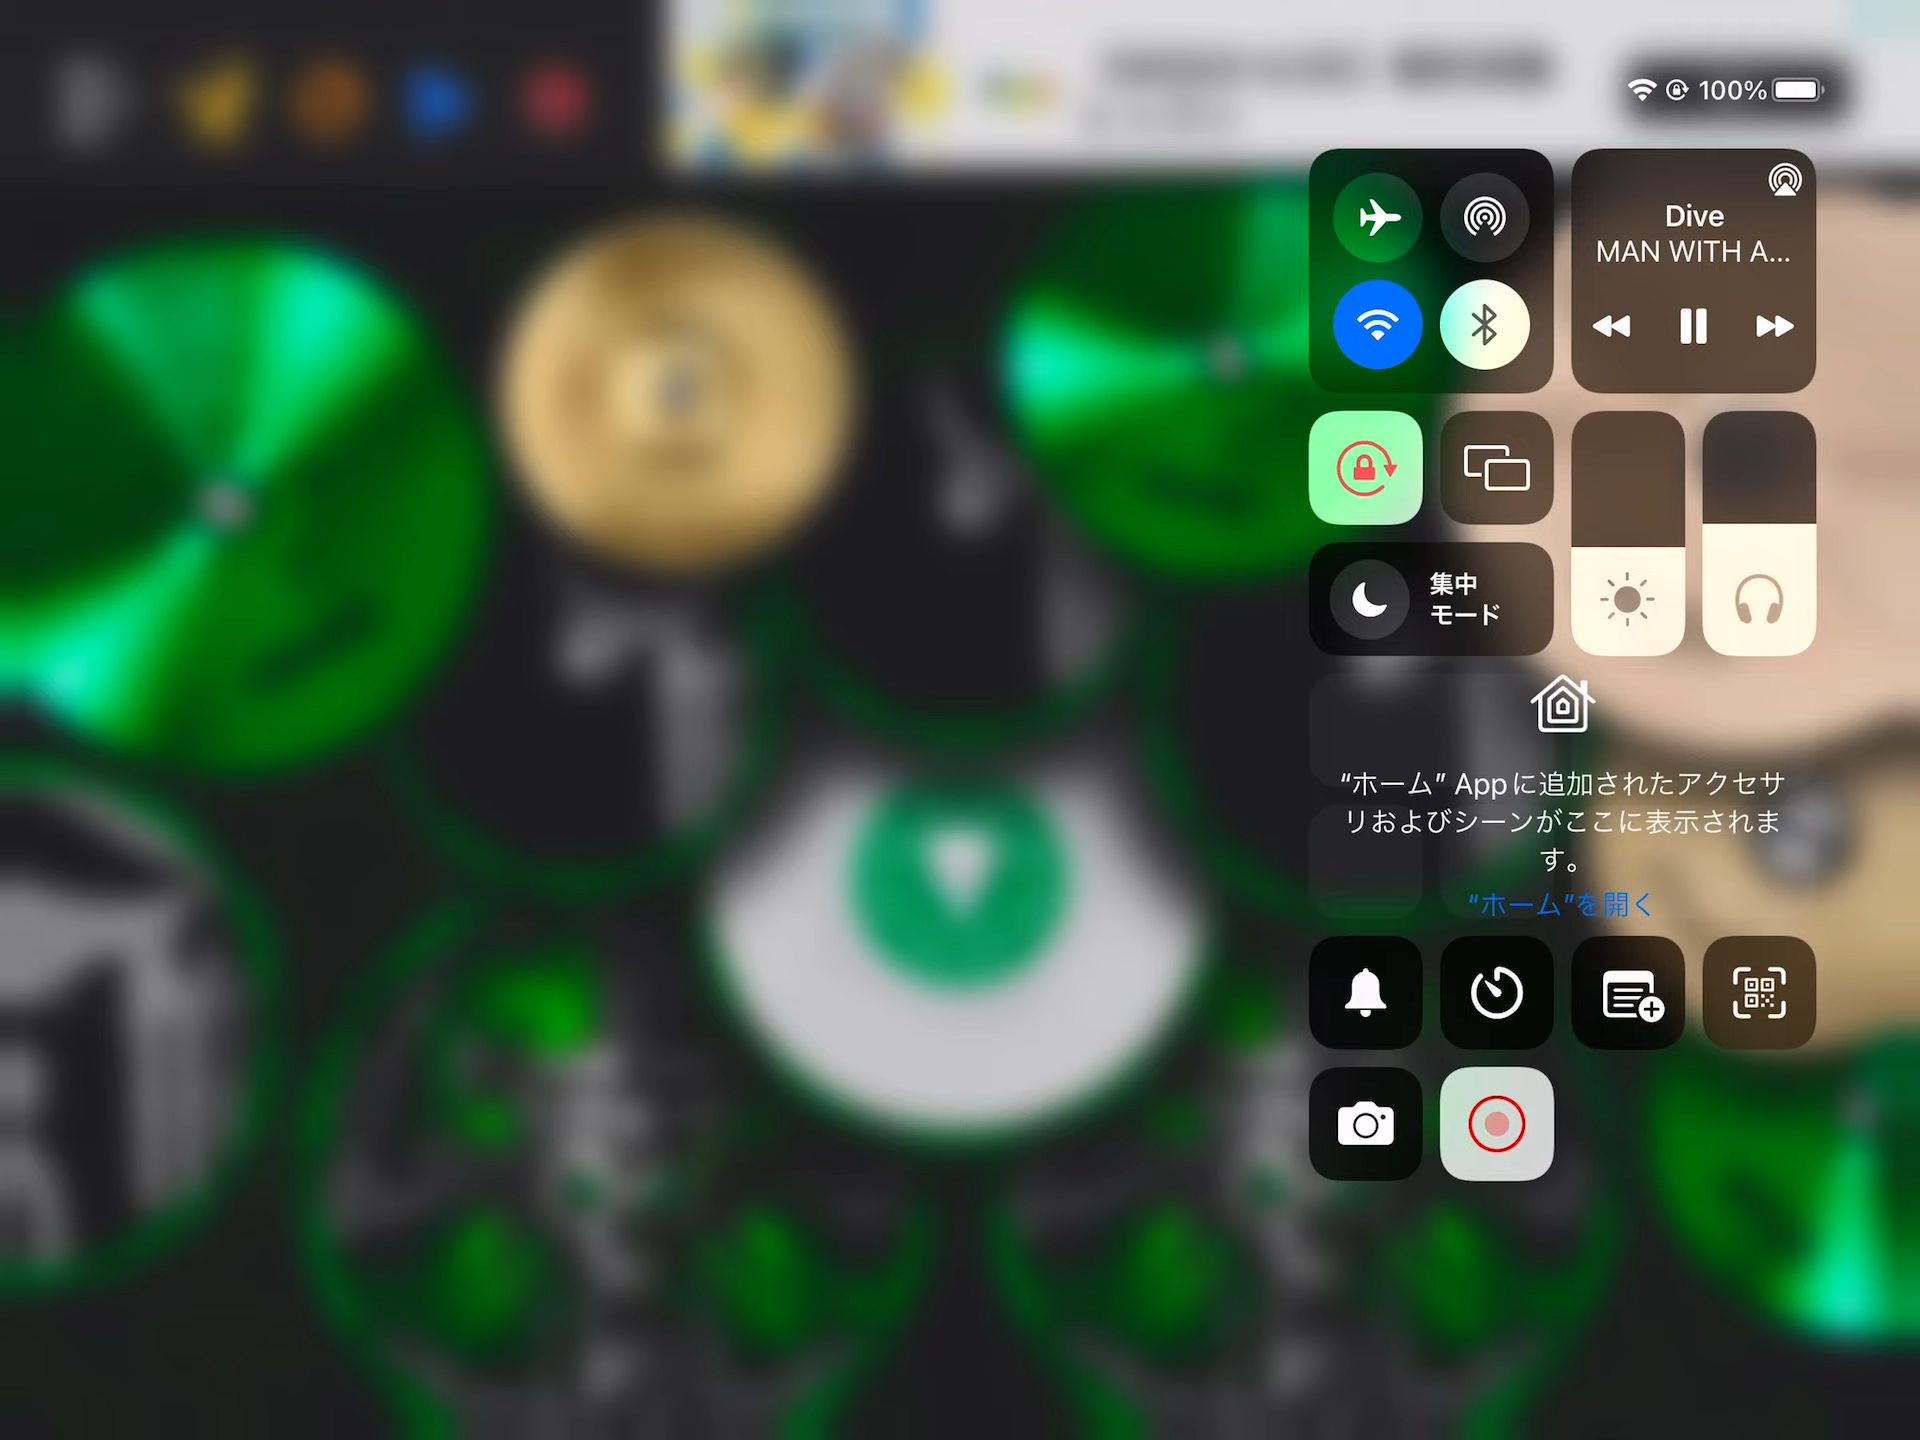 100%
Dive
MAN WITH A...
集中
モード
“ホーム” Appに追加されたアクセサ
リおよびシーンがここに表示されま
す。
“ホーム”を開く